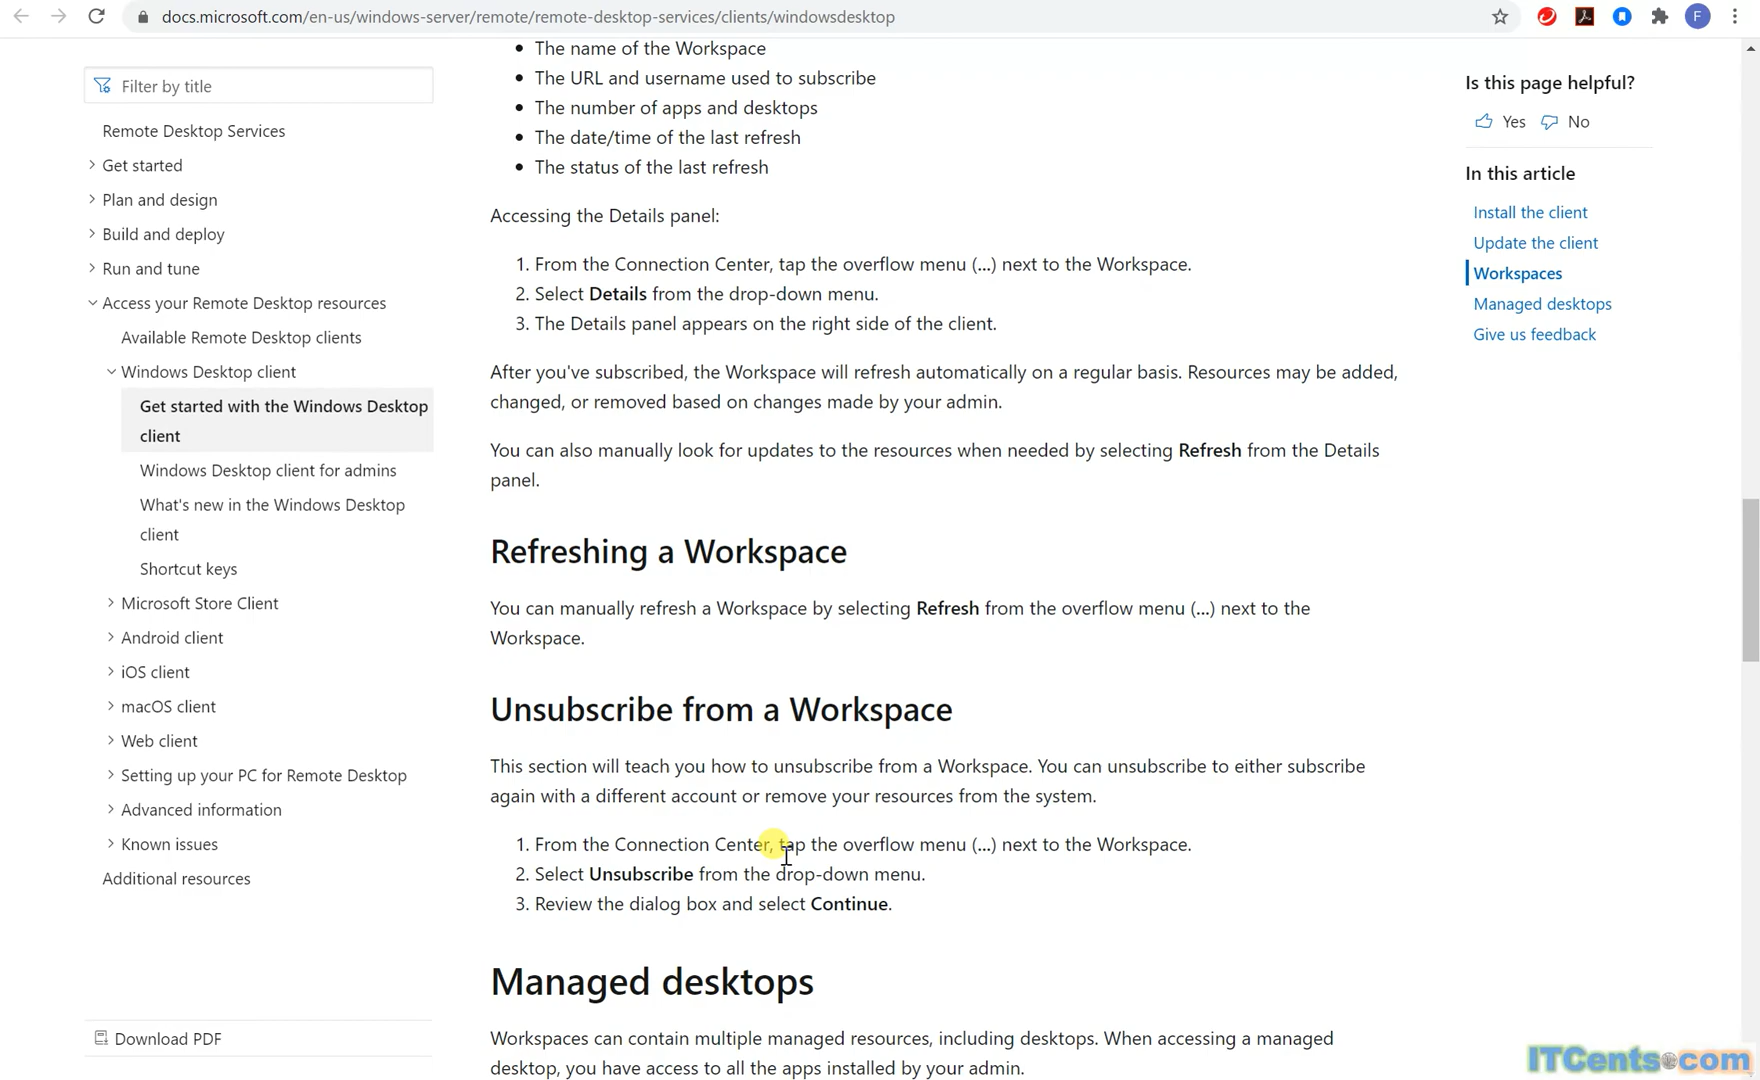 docs.microsoft.com/en-us/windows-server/remote/remote-desktop-services/clients/windowsdesktop
F
Filter by title
Remote Desktop Services
Get started
Plan and design
Build and deploy
Run and tune
Access your Remote Desktop resources
Available Remote Desktop clients
Windows Desktop client
Get started with the Windows Desktop
client
Windows Desktop client for admins
What's new in the Windows Desktop
client
Shortcut keys
Microsoft Store Client
Android client
iOS client
macOS client
Web client
Setting up your PC for Remote Desktop
Advanced information
Known issues
Additional resources
Download PDF
• The name of the Workspace
• The URL and username used to subscribe
• The number of apps and desktops
• The date/time of the last refresh
• The status of the last refresh
Accessing the Details panel:
1. From the Connection Center, tap the overflow menu (...) next to the Workspace.
2. Select Details from the drop-down menu.
3. The Details panel appears on the right side of the client.
After you've subscribed, the Workspace will refresh automatically on a regular basis. Resources may be added,
changed, or removed based on changes made by your admin.
You can also manually look for updates to the resources when needed by selecting Refresh from the Details
panel.
Refreshing a Workspace
You can manually refresh a Workspace by selecting Refresh from the overflow menu (...) next to the
Workspace.
Unsubscribe from a Workspace
This section will teach you how to unsubscribe from a Workspace. You can unsubscribe to either subscribe
again with a different account or remove your resources from the system.
1. From the Connection Center, tap the overflow menu (...) next to the Workspace.
2. Select Unsubscribe from the drop-down menu.
3. Review the dialog box and select Continue.
Managed desktops
Workspaces can contain multiple managed resources, including desktops. When accessing a managed
desktop, you have access to all the apps installed by your admin.
Is this page helpful?
Yes No
In this article
Install the client
Update the client
Workspaces
Managed desktops
Give us feedback
ITCents.com